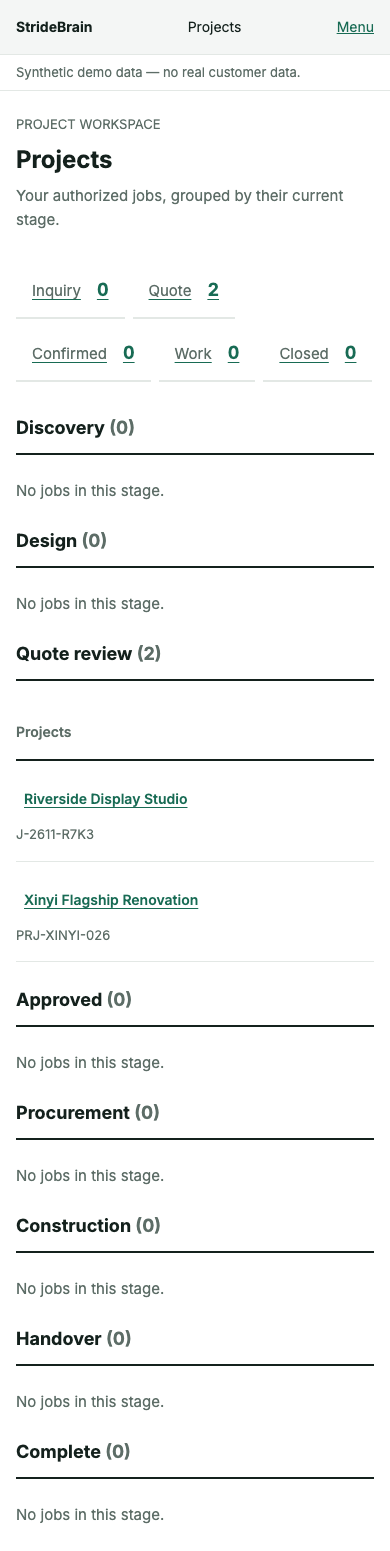 StrideBrain Projects Menu
Synthetic demo data — no real customer data.
PROJECT WORKSPACE
Projects
Your authorized jobs, grouped by their current
stage.
Inquiry 0 Quote 2
Confirmed 0 Work 0 Closed 0
Discovery (0)
No jobs in this stage.
Design (0)
No jobs in this stage.
Quote review (2)
Projects
Riverside Display Studio
J-2611-R7K3
Xinyi Flagship Renovation
PRJ-XINYI-026
Approved (0)
No jobs in this stage.
Procurement (0)
No jobs in this stage.
Construction (0)
No jobs in this stage.
Handover (0)
No jobs in this stage.
Complete (0)
No jobs in this stage.